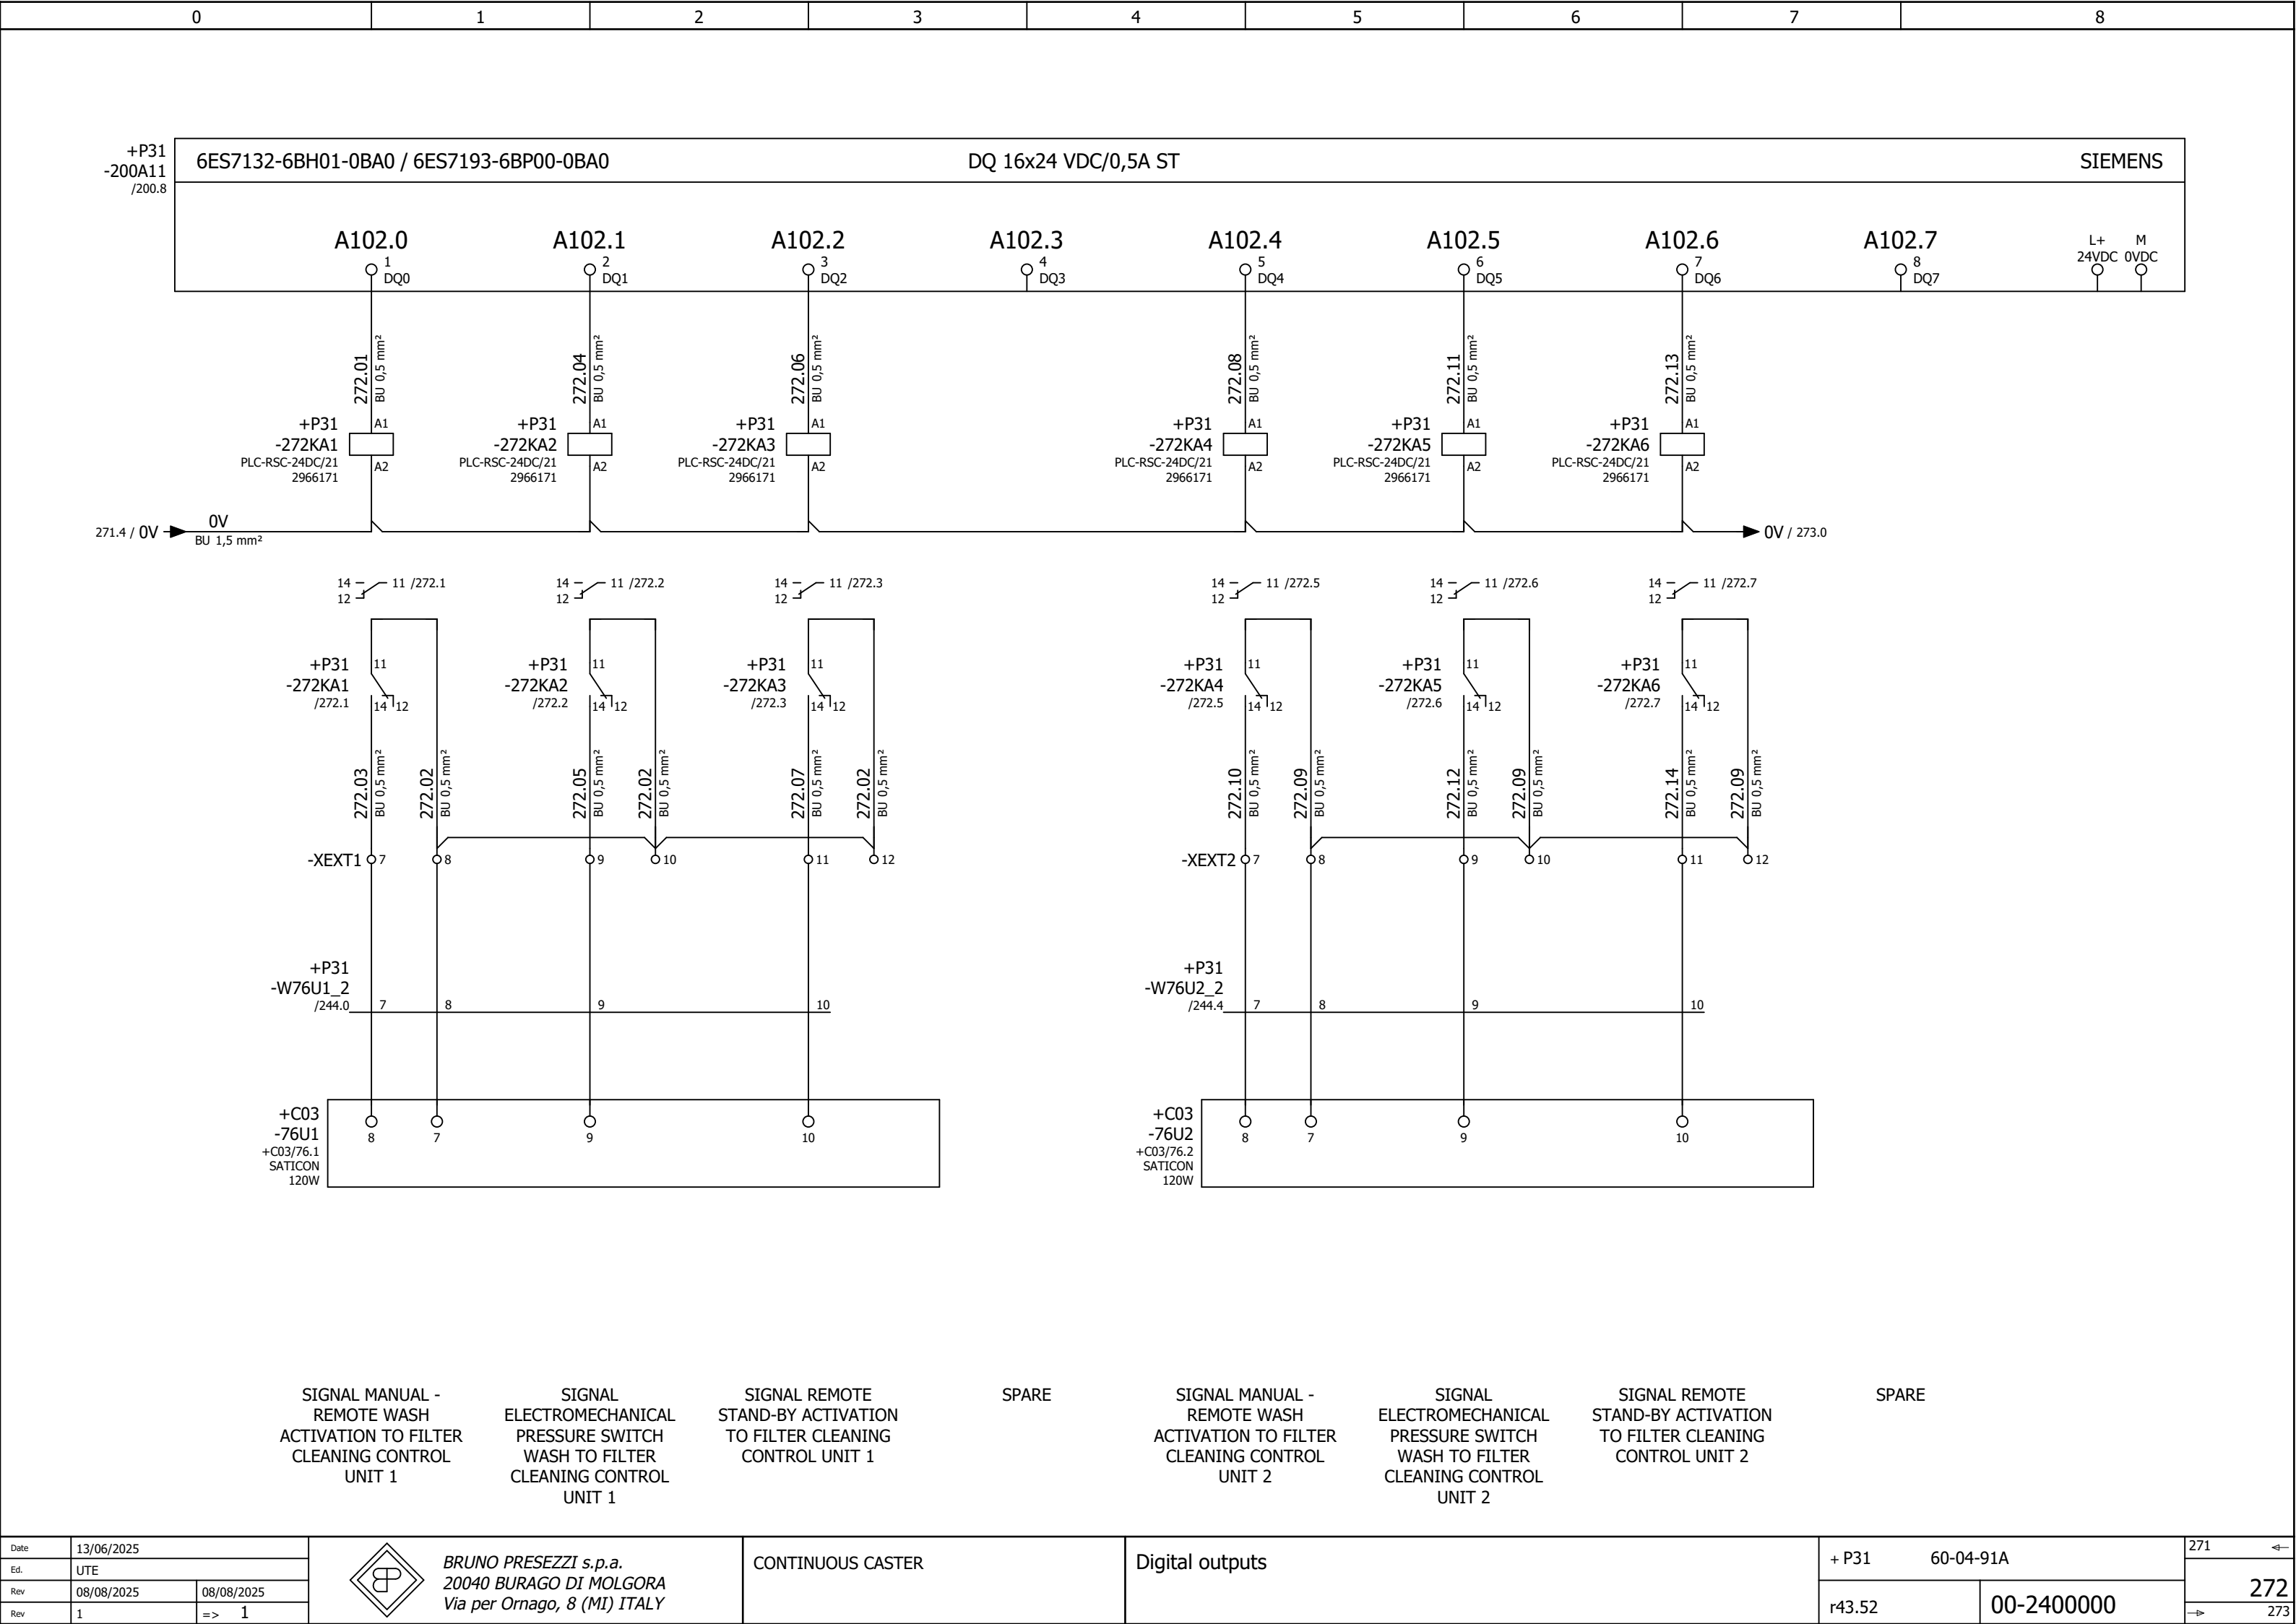 0 1 2 3 4 5 6 7 8
+P31
-200A11
/200.8
6ES7132-6BH01-0BA0 / 6ES7193-6BP00-0BA0 DQ 16x24 VDC/0,5A ST SIEMENS
A102.0 A102.1 A102.2 A102.3 A102.4 A102.5 A102.6 A102.7
L+ M
24VDC 0VDC
1 2 3 4 5 6 7 8
DQ0 DQ1 DQ2 DQ3 DQ4 DQ5 DQ6 DQ7
272.01 BU 0,5 mm²
272.04 BU 0,5 mm²
272.06 BU 0,5 mm²
272.08 BU 0,5 mm²
272.11 BU 0,5 mm²
272.13 BU 0,5 mm²
+P31 A1 +P31 A1 +P31 A1 +P31 A1 +P31 A1 +P31 A1
-272KA1 -272KA2 -272KA3 -272KA4 -272KA5 -272KA6
PLC-RSC-24DC/21 A2 PLC-RSC-24DC/21 A2 PLC-RSC-24DC/21 A2 PLC-RSC-24DC/21 A2 PLC-RSC-24DC/21 A2 PLC-RSC-24DC/21 A2
2966171 2966171 2966171 2966171 2966171 2966171
271.4 / 0V 0V 0V / 273.0
BU 1,5 mm²
14 11 /272.1 14 11 /272.2 14 11 /272.3 14 11 /272.5 14 11 /272.6 14 11 /272.7
12 12 12 12 12 12
+P31 11 +P31 11 +P31 11 +P31 11 +P31 11 +P31 11
-272KA1 -272KA2 -272KA3 -272KA4 -272KA5 -272KA6
/272.1 14 12 /272.2 14 12 /272.3 14 12 /272.5 14 12 /272.6 14 12 /272.7 14 12
272.03 BU 0,5 mm²
272.02 BU 0,5 mm²
272.05 BU 0,5 mm²
272.02 BU 0,5 mm²
272.07 BU 0,5 mm²
272.02 BU 0,5 mm²
272.10 BU 0,5 mm²
272.09 BU 0,5 mm²
272.12 BU 0,5 mm²
272.09 BU 0,5 mm²
272.14 BU 0,5 mm²
272.09 BU 0,5 mm²
-XEXT1 7 8 9 10 11 12 -XEXT2 7 8 9 10 11 12
+P31 +P31
-W76U1_2 -W76U2_2
/244.0 7 8 9 10 /244.4 7 8 9 10
+C03
-76U1
+C03/76.1
SATICON
120W
8 7 9 10
+C03
-76U2
+C03/76.2
SATICON
120W
8 7 9 10
SIGNAL MANUAL -
REMOTE WASH
ACTIVATION TO FILTER
CLEANING CONTROL
UNIT 1
SIGNAL
ELECTROMECHANICAL
PRESSURE SWITCH
WASH TO FILTER
CLEANING CONTROL
UNIT 1
SIGNAL REMOTE
STAND-BY ACTIVATION
TO FILTER CLEANING
CONTROL UNIT 1
SPARE
SIGNAL MANUAL -
REMOTE WASH
ACTIVATION TO FILTER
CLEANING CONTROL
UNIT 2
SIGNAL
ELECTROMECHANICAL
PRESSURE SWITCH
WASH TO FILTER
CLEANING CONTROL
UNIT 2
SIGNAL REMOTE
STAND-BY ACTIVATION
TO FILTER CLEANING
CONTROL UNIT 2
SPARE
Date 13/06/2025
Ed. UTE
Rev 08/08/2025 08/08/2025
Rev 1 => 1
BP
BRUNO PRESEZZI s.p.a.
20040 BURAGO DI MOLGORA
Via per Ornago, 8 (MI) ITALY
CONTINUOUS CASTER
Digital outputs
+ P31 60-04-91A
r43.52 00-2400000
271
272
273